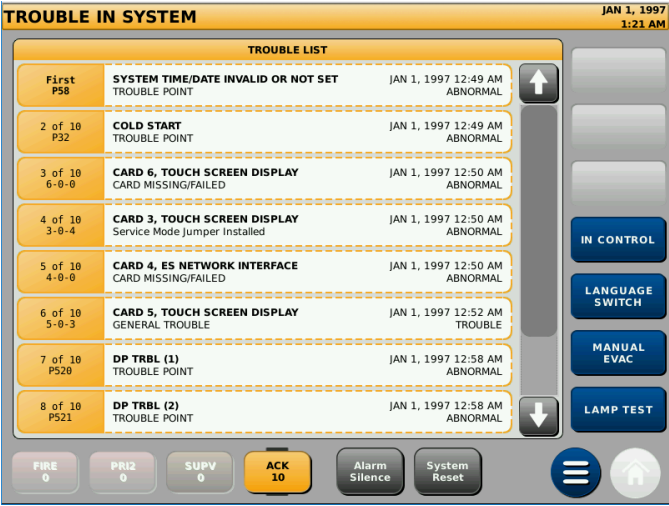 TROUBLE IN SYSTEM
JAN 1, 1997
1:21 AM
TROUBLE LIST
First
P58
SYSTEM TIME/DATE INVALID OR NOT SET
JAN 1, 1997 12:49 AM
TROUBLE POINT
ABNORMAL
2 of 10
P32
COLD START
JAN 1, 1997 12:49 AM
TROUBLE POINT
ABNORMAL
3 of 10
6-0-0
CARD 6, TOUCH SCREEN DISPLAY
JAN 1, 1997 12:50 AM
CARD MISSING/FAILED
ABNORMAL
4 of 10
3-0-4
CARD 3, TOUCH SCREEN DISPLAY
JAN 1, 1997 12:50 AM
Service Mode Jumper Installed
ABNORMAL
5 of 10
4-0-0
CARD 4, ES NETWORK INTERFACE
JAN 1, 1997 12:50 AM
CARD MISSING/FAILED
ABNORMAL
6 of 10
5-0-3
CARD 5, TOUCH SCREEN DISPLAY
JAN 1, 1997 12:52 AM
GENERAL TROUBLE
TROUBLE
7 of 10
P520
DP TRBL (1)
JAN 1, 1997 12:58 AM
TROUBLE POINT
ABNORMAL
8 of 10
P521
DP TRBL (2)
JAN 1, 1997 12:58 AM
TROUBLE POINT
ABNORMAL
IN CONTROL
LANGUAGE
SWITCH
MANUAL
EVAC
LAMP TEST
FIRE
0
PRI2
0
SUPV
0
ACK
10
Alarm
Silence
System
Reset